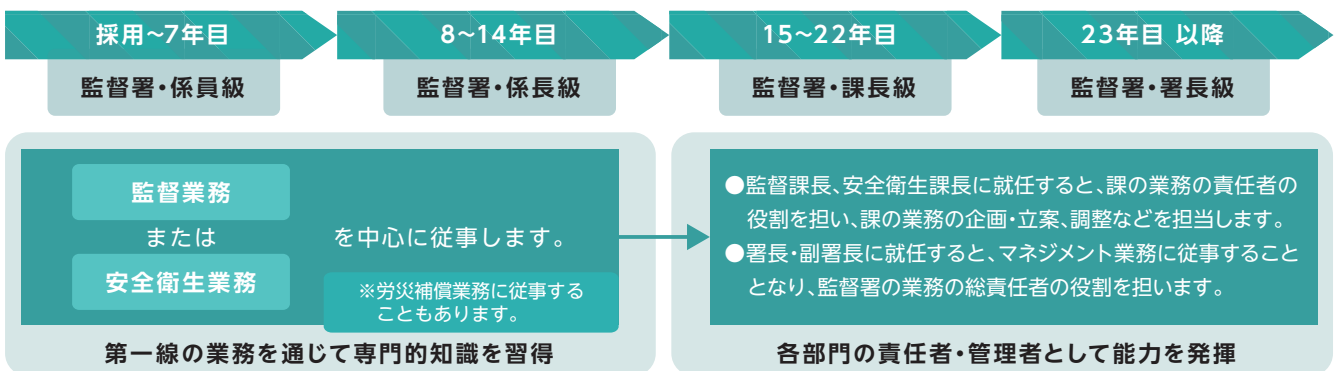 採用~7年目
8~14年目
15~22年目
23年目 以降
監督署・係員級
監督署・係長級
監督署・課長級
監督署・署長級
監督業務
または
安全衛生業務
を中心に従事します。
※労災補償業務に従事する
こともあります。
第一線の業務を通じて専門的知識を習得
●監督課長、安全衛生課長に就任すると、課の業務の責任者の
役割を担い、課の業務の企画・立案、調整などを担当します。
●署長・副署長に就任すると、マネジメント業務に従事すること
となり、監督署の業務の総責任者の役割を担います。
各部門の責任者・管理者として能力を発揮